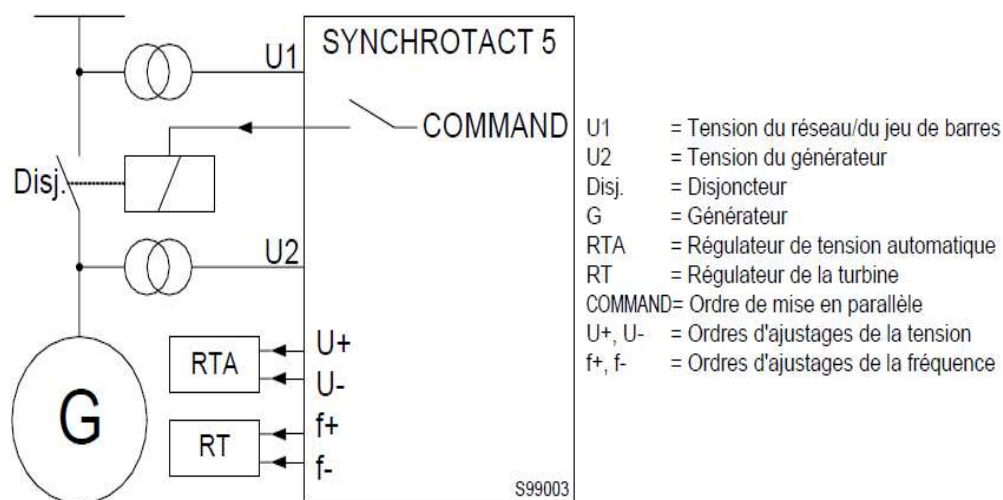 SYNCHROTACT 5
U1
COMMAND
Disj.
U2
U+
RTA
U-
G
f+
RT
f-
S99003
U1 = Tension du réseau/du jeu de barres
U2 = Tension du générateur
Disj. = Disjoncteur
G = Générateur
RTA = Régulateur de tension automatique
RT = Régulateur de la turbine
COMMAND= Ordre de mise en parallèle
U+, U- = Ordres d'ajustages de la tension
f+, f- = Ordres d'ajustages de la fréquence